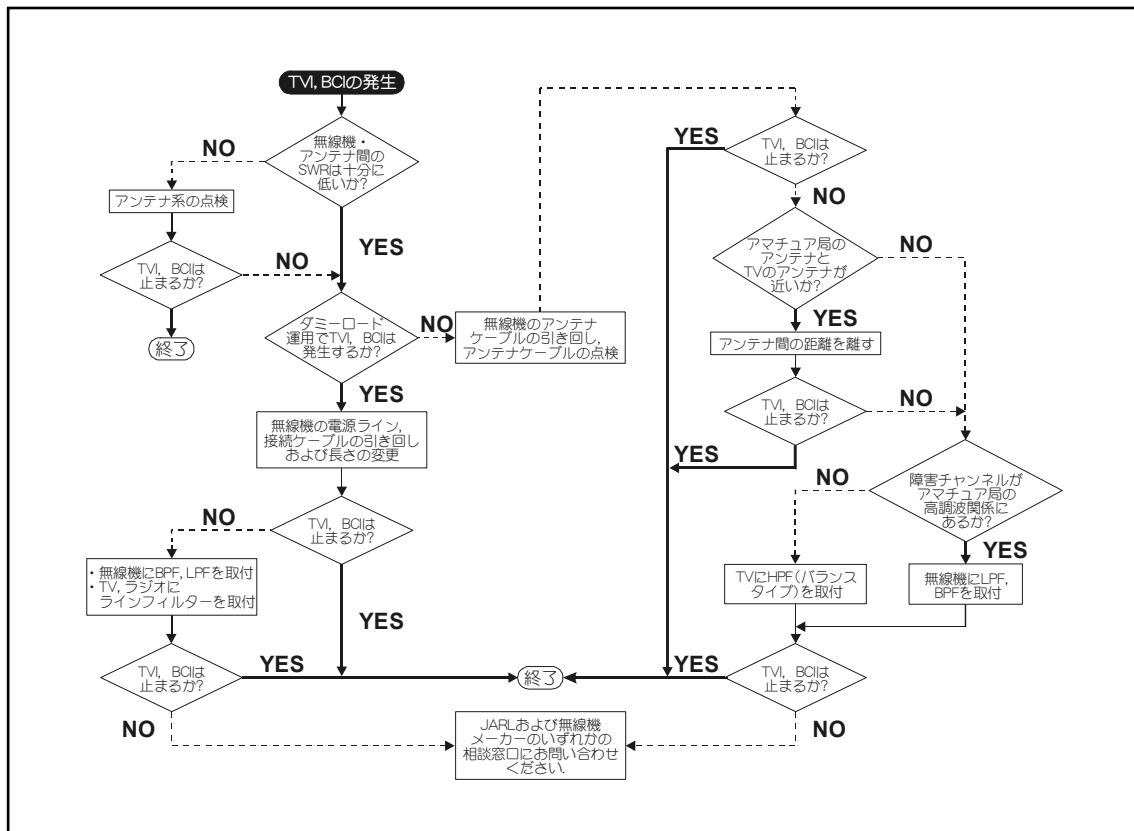 TVI, BCIの発生
無線機・
アンテナ間の
SWRは十分に
低いか?
NO
アンテナ系の点検
YES
TVI, BCIは
止まるか?
NO
終了
ダミーロード
運用でTVI, BCIは
発生するか?
NO
無線機のアンテナ
ケーブルの引き回し,
アンテナケーブルの点検
YES
無線機の電源ライン,
接続ケーブルの引き回し
および長さの変更
TVI, BCIは
止まるか?
NO
・無線機にBPF, LPFを取付
・TV, ラジオに
ラインフィルターを取付
YES
TVI, BCIは
止まるか?
YES
終了
NO
JARLおよび無線機
メーカーのいずれかの
相談窓口にお問い合わせ
ください.
TVI, BCIは
止まるか?
YES
NO
アマチュア局の
アンテナと
TVのアンテナが
近いか?
NO
YES
アンテナ間の距離を離す
TVI, BCIは
止まるか?
NO
YES
障害チャンネルが
アマチュア局の
高調波関係に
あるか?
NO
YES
TVにHPF(バランス
タイプ)を取付
無線機にLPF,
BPFを取付
TVI, BCIは
止まるか?
YES
NO